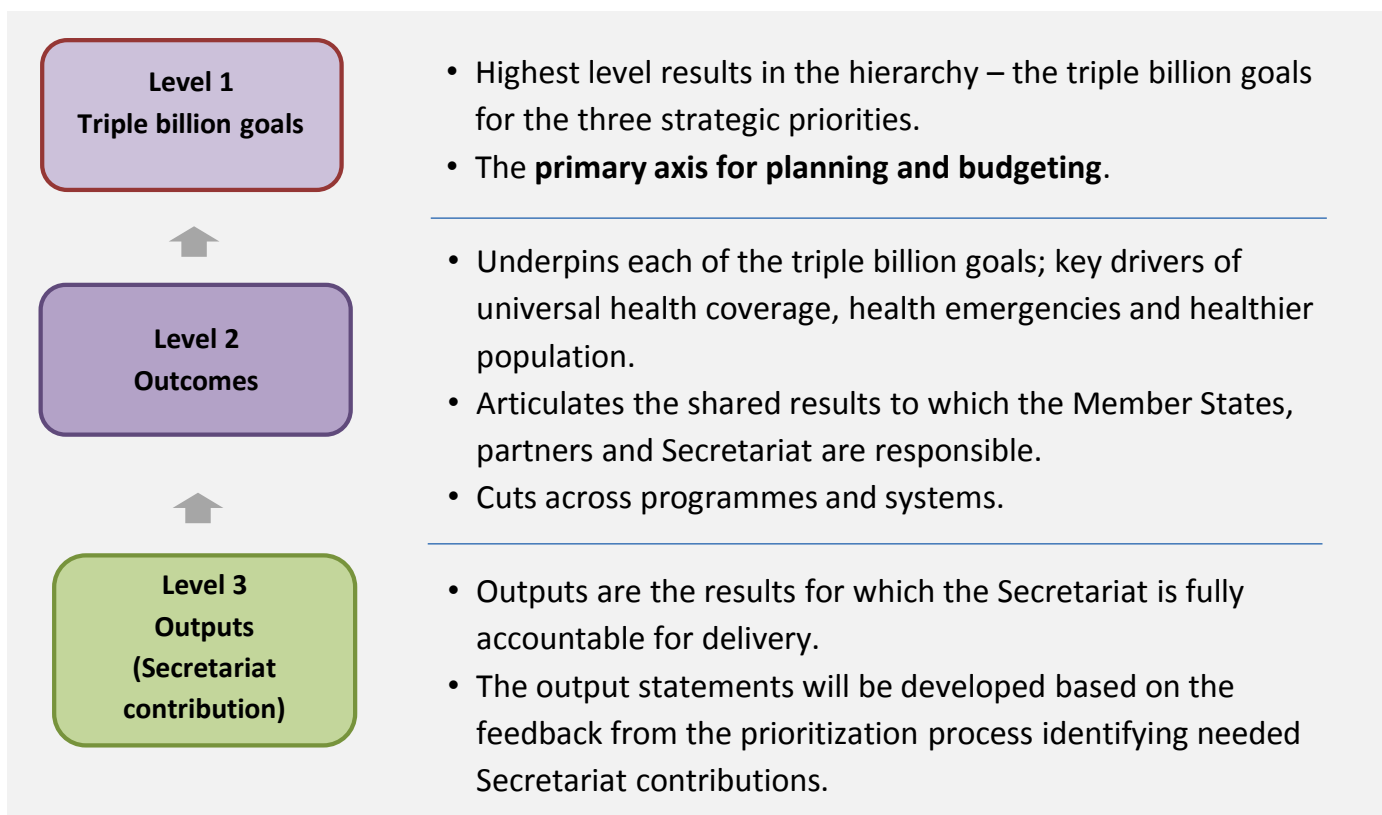 Level 1
Triple billion goals
• Highest level results in the hierarchy – the triple billion goals
for the three strategic priorities.
• The primary axis for planning and budgeting.
Level 2
Outcomes
• Underpins each of the triple billion goals; key drivers of
universal health coverage, health emergencies and healthier
population.
• Articulates the shared results to which the Member States,
partners and Secretariat are responsible.
• Cuts across programmes and systems.
Level 3
Outputs
(Secretariat
contribution)
• Outputs are the results for which the Secretariat is fully
accountable for delivery.
• The output statements will be developed based on the
feedback from the prioritization process identifying needed
Secretariat contributions.